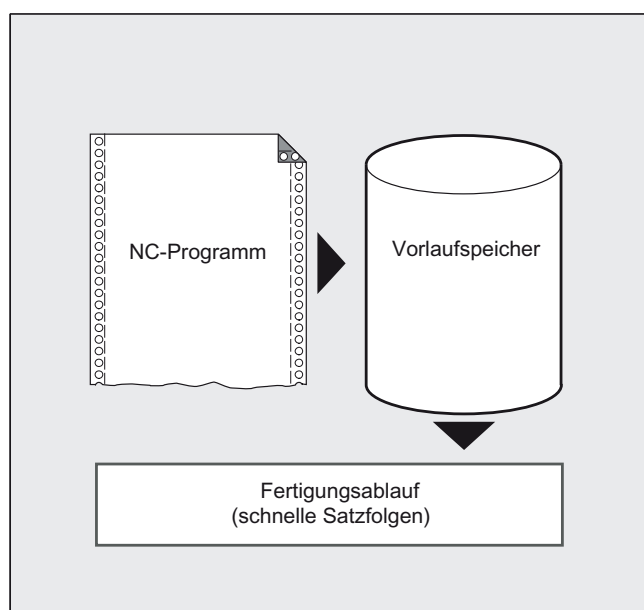 NC-Programm
Vorlaufspeicher
Fertigungsablauf
(schnelle Satzfolgen)